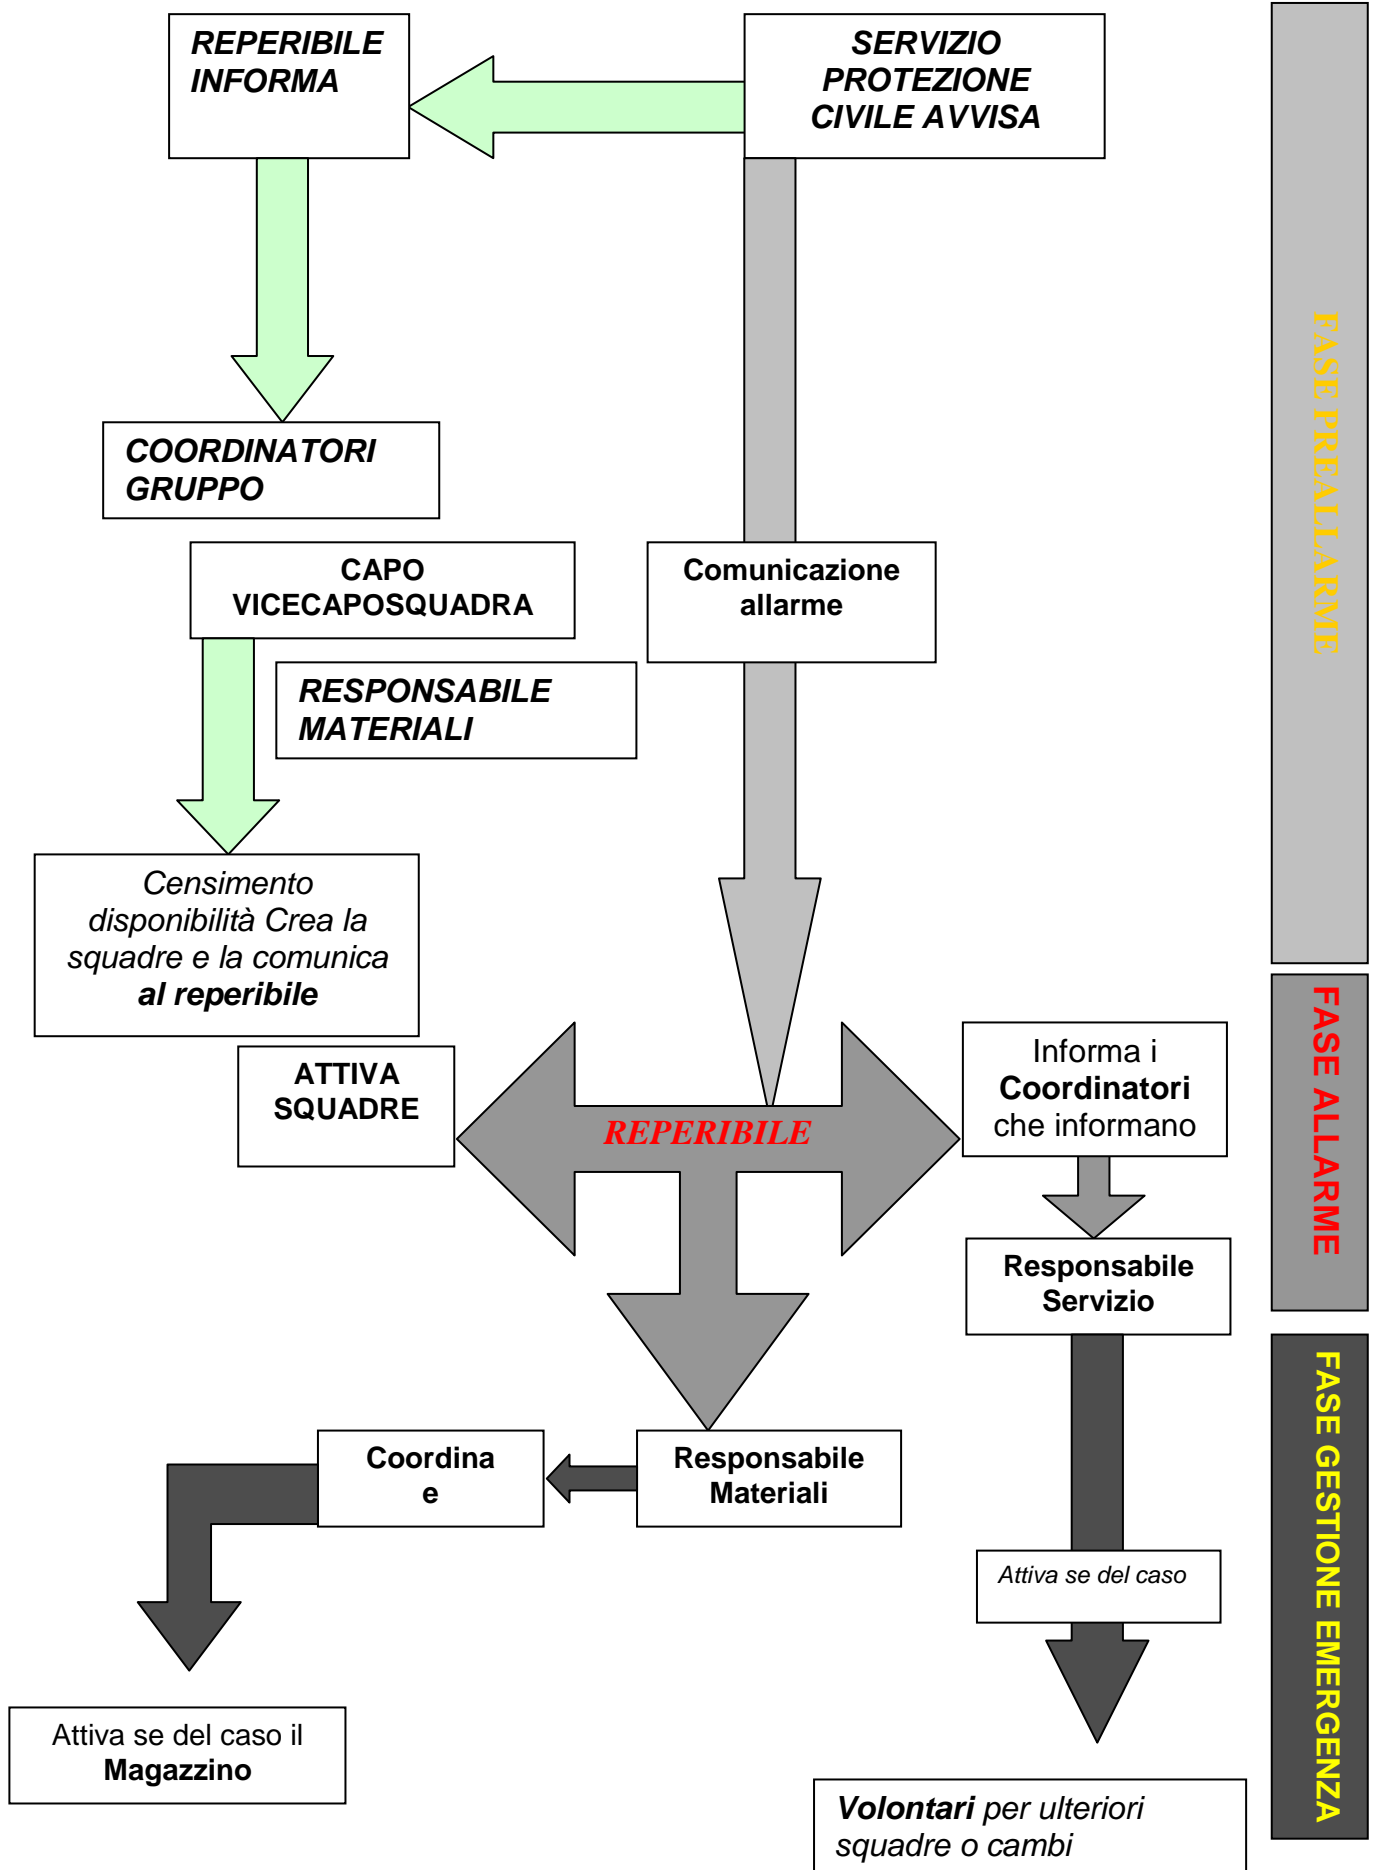 REPERIBILE
INFORMA
SERVIZIO
PROTEZIONE
CIVILE AVVISA
COORDINATORI
GRUPPO
CAPO
VICECAPOSQUADRA
Comunicazione
allarme
RESPONSABILE
MATERIALI
FASE PREALLARME
Censimento
disponibilità Crea la
squadre e la comunica
al reperibile
ATTIVA
SQUADRE
REPERIBILE
Informa i
Coordinatori
che informano
FASE ALLARME
Responsabile
Servizio
Coordina
e
Responsabile
Materiali
Attiva se del caso
FASE GESTIONE EMERGENZA
Attiva se del caso il
Magazzino
Volontari per ulteriori
squadre o cambi